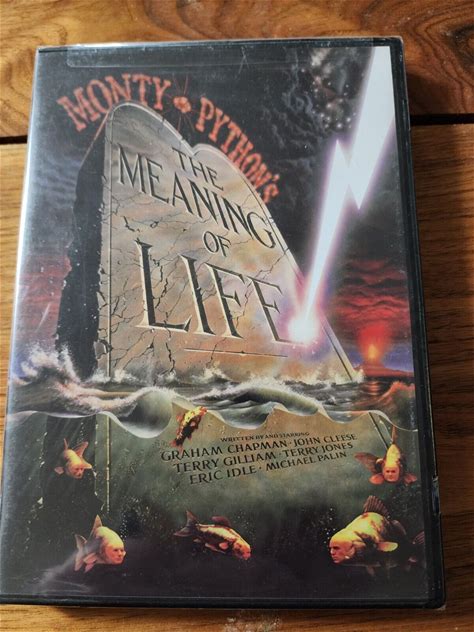 MONTY PYTHON'S
THE
MEANING
OF
LIFE
WRITTEN BY AND STARRING
GRAHAM CHAPMAN · JOHN CLEESE
TERRY GILLIAM · TERRY JONES
ERIC IDLE · MICHAEL PALIN